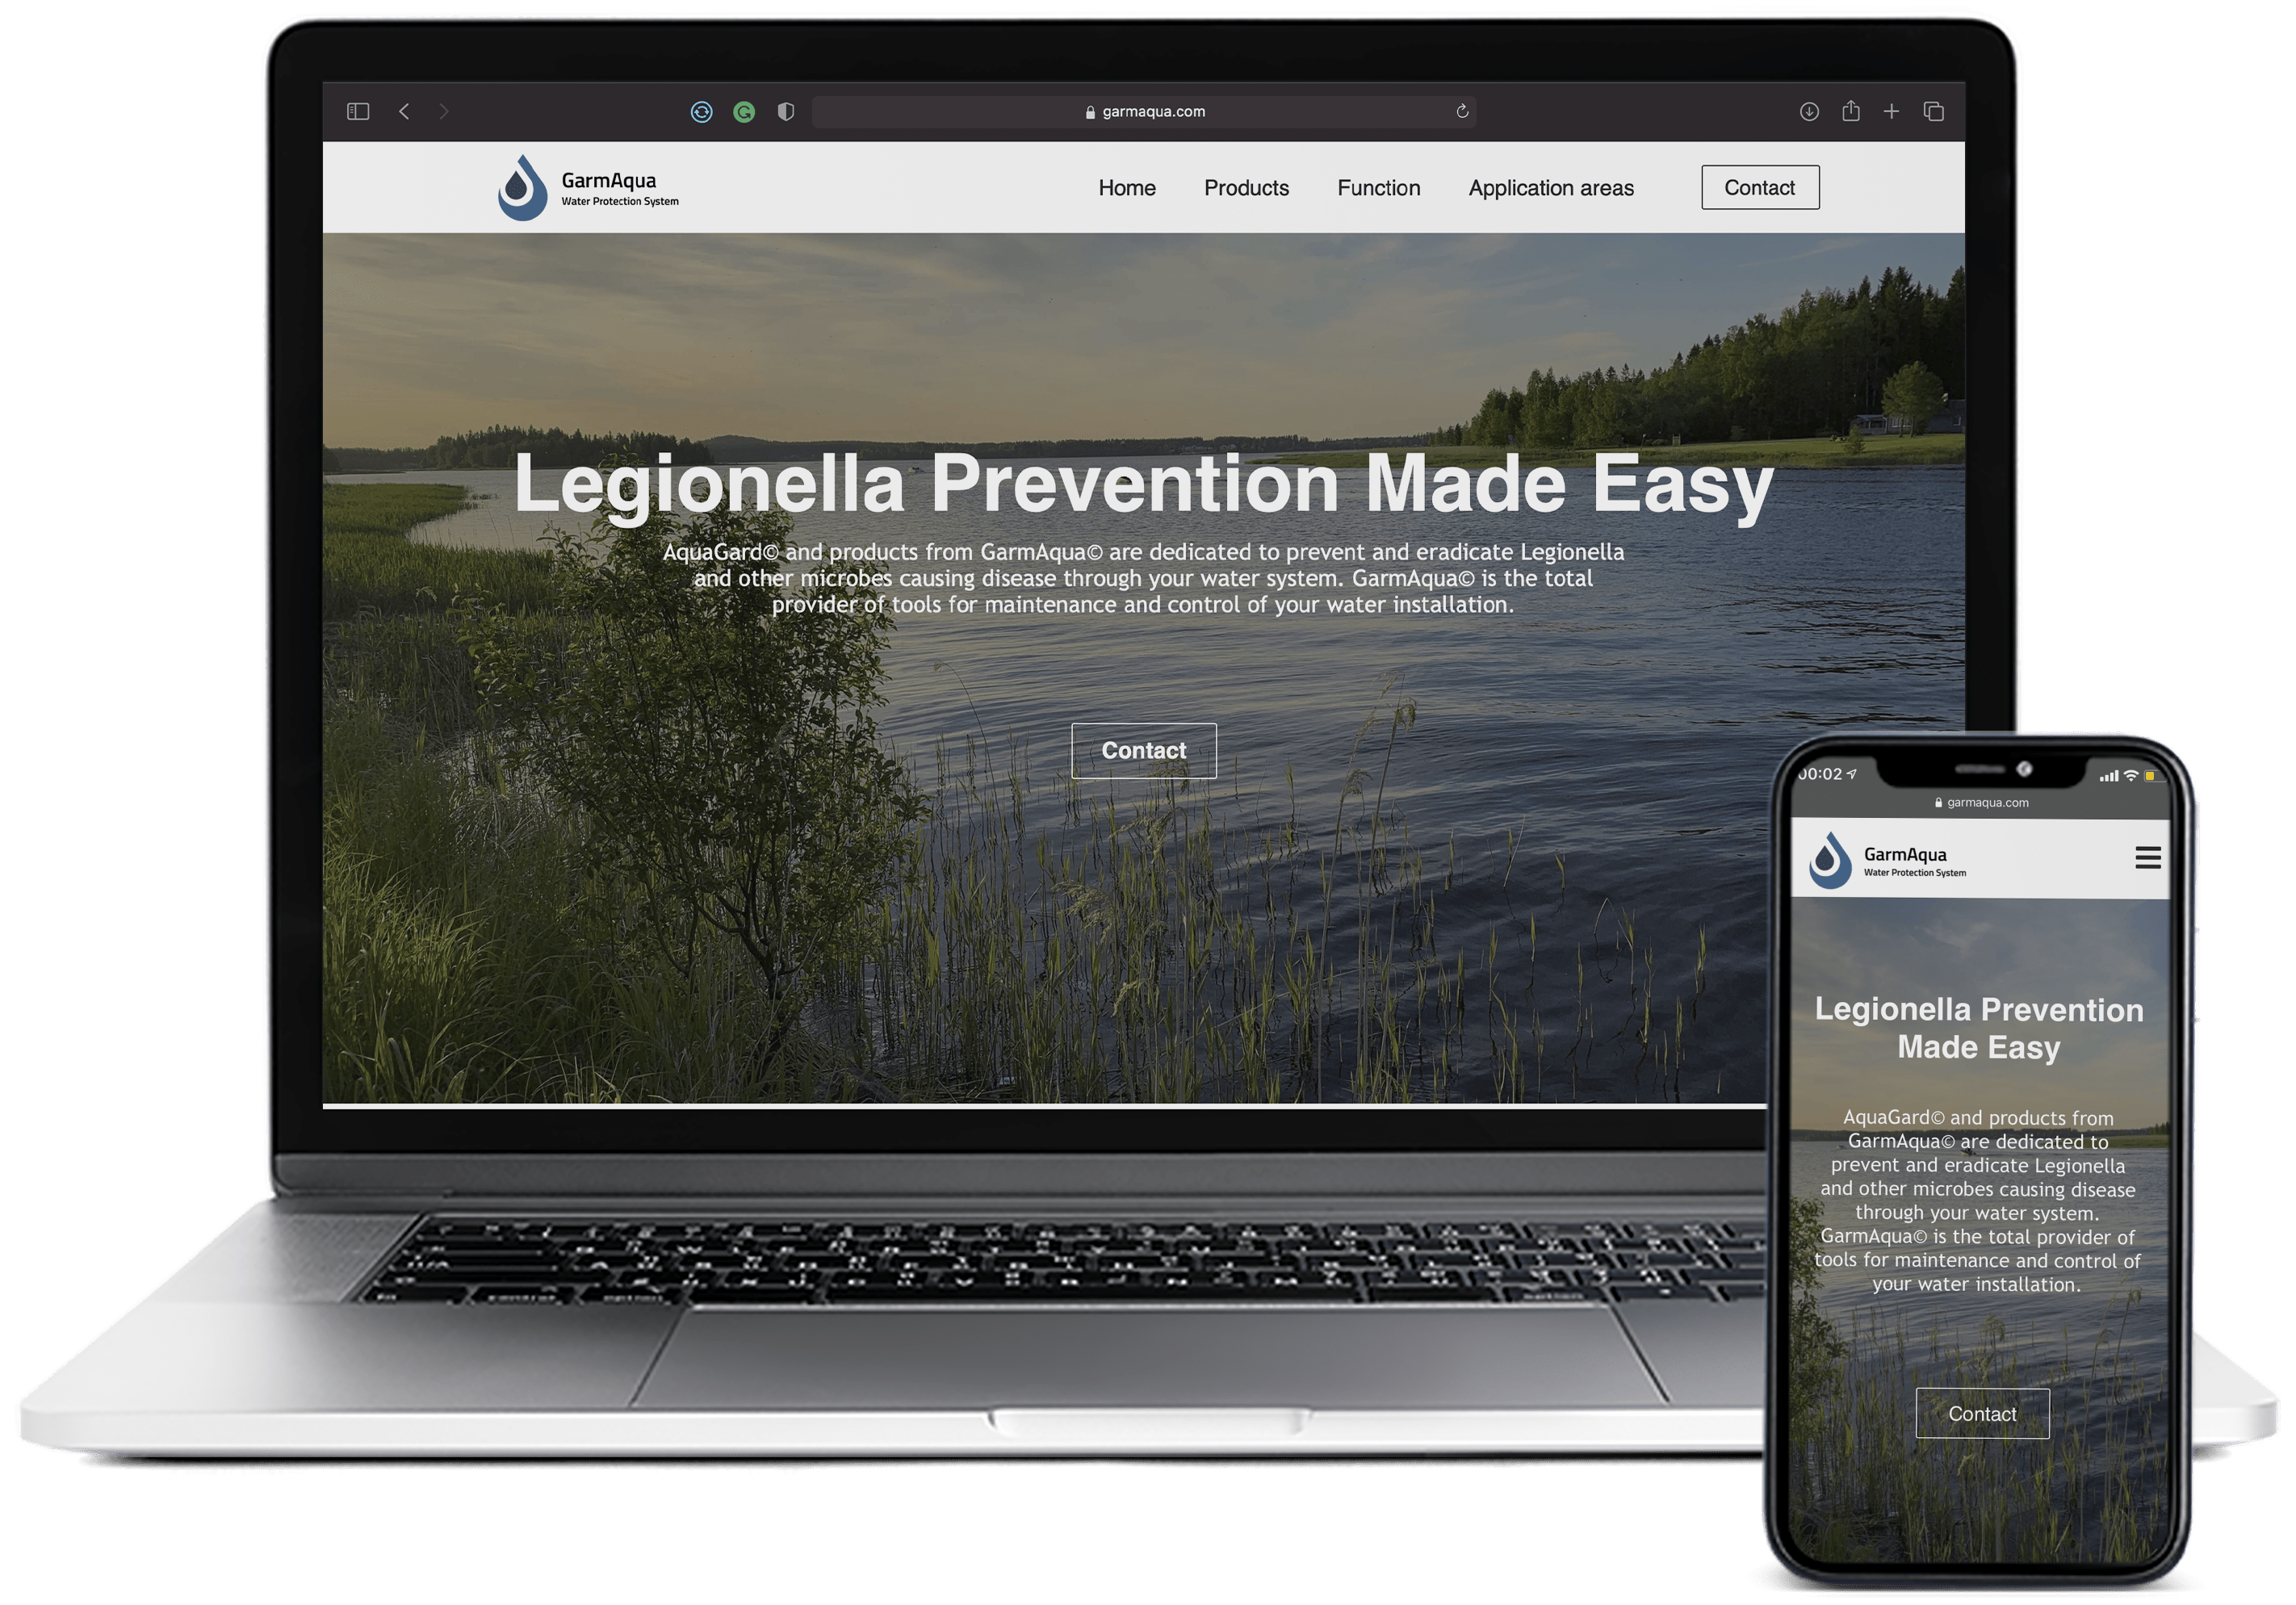 garmaqua.com
GarmAqua
Water Protection System
Home Products Function Application areas Contact
Legionella Prevention Made Easy
AquaGard© and products from GarmAqua© are dedicated to prevent and eradicate Legionella
and other microbes causing disease through your water system. GarmAqua© is the total
provider of tools for maintenance and control of your water installation.
Contact
00:02
garmaqua.com
GarmAqua
Water Protection System
Legionella Prevention
Made Easy
AquaGard© and products from
GarmAqua© are dedicated to
prevent and eradicate Legionella
and other microbes causing disease
through your water system.
GarmAqua© is the total provider of
tools for maintenance and control of
your water installation.
Contact